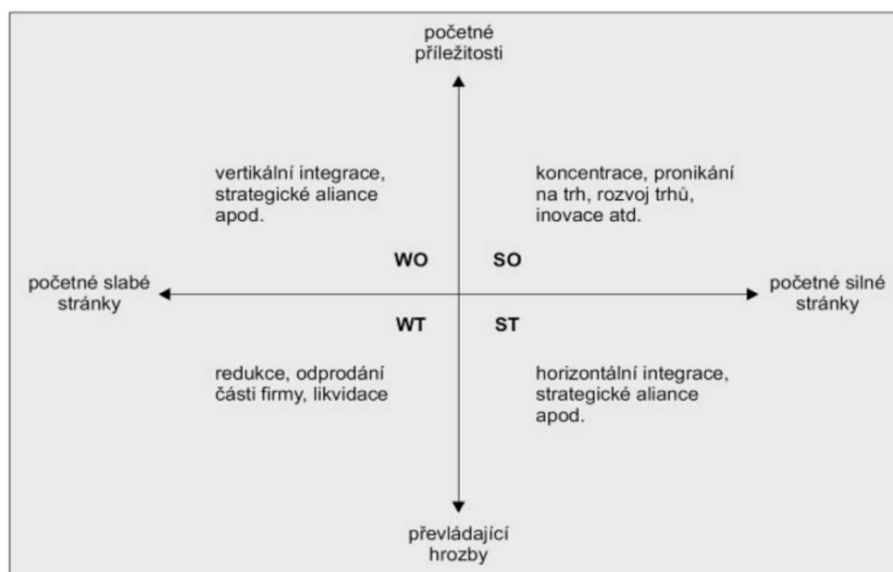 početné
příležitosti
vertikální integrace,
strategické aliance
apod.
koncentrace, pronikání
na trh, rozvoj trhů,
inovace atd.
WO
SO
početné slabé
stránky
početné silné
stránky
WT
ST
redukce, odprodání
části firmy, likvidace
horizontální integrace,
strategické aliance
apod.
převládající
hrozby